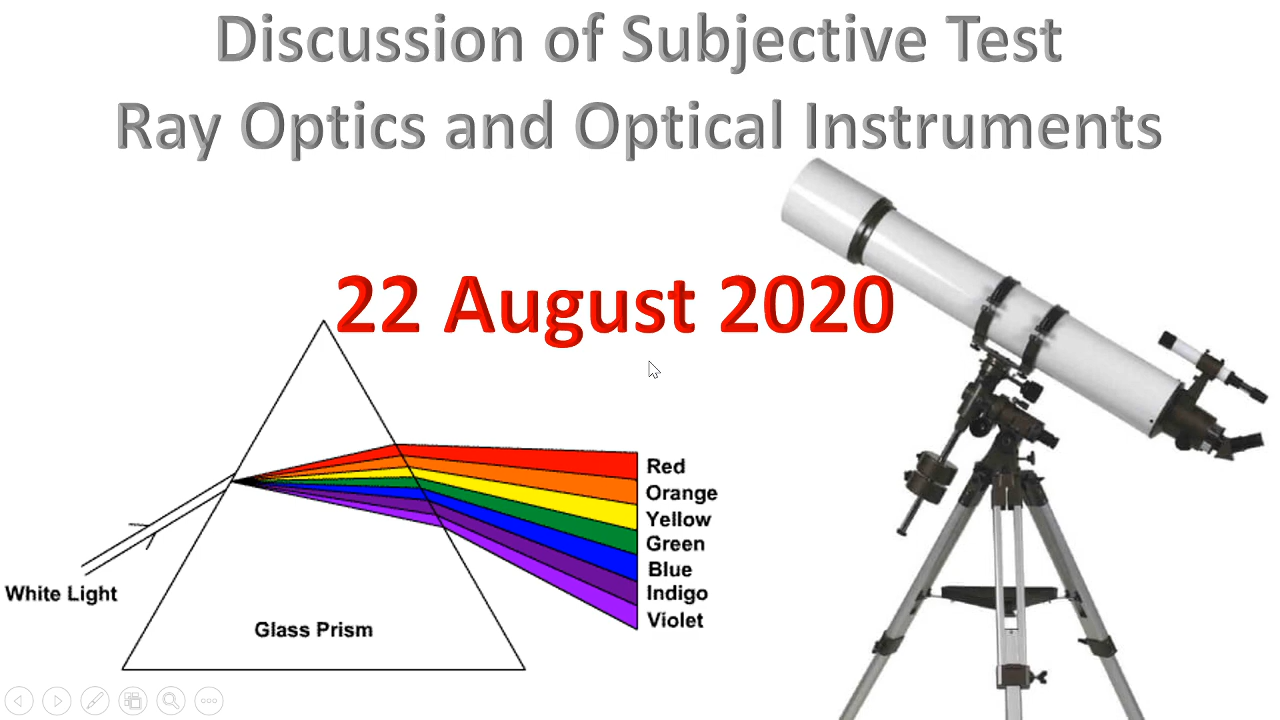 Discussion of Subjective Test
Ray Optics and Optical Instruments
22 August 2020
Red
Orange
Yellow
Green
Blue
Indigo
Violet
White Light
Glass Prism